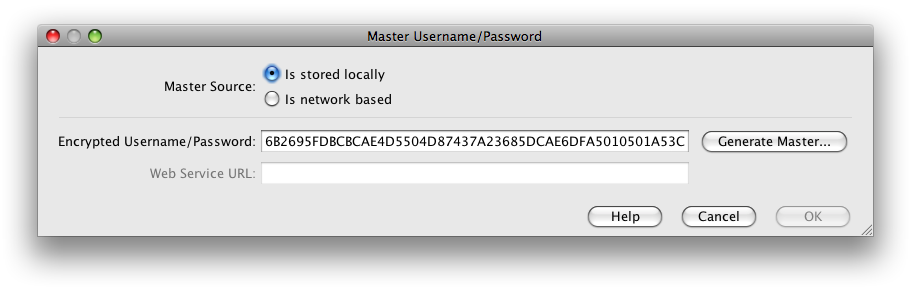 Master Username/Password
Master Source:
Is stored locally
Is network based
Encrypted Username/Password: 6B2695FDBCBCAE4D5504D87437A23685DCAE6DFA5010501A53C Generate Master...
Web Service URL:
Help Cancel OK